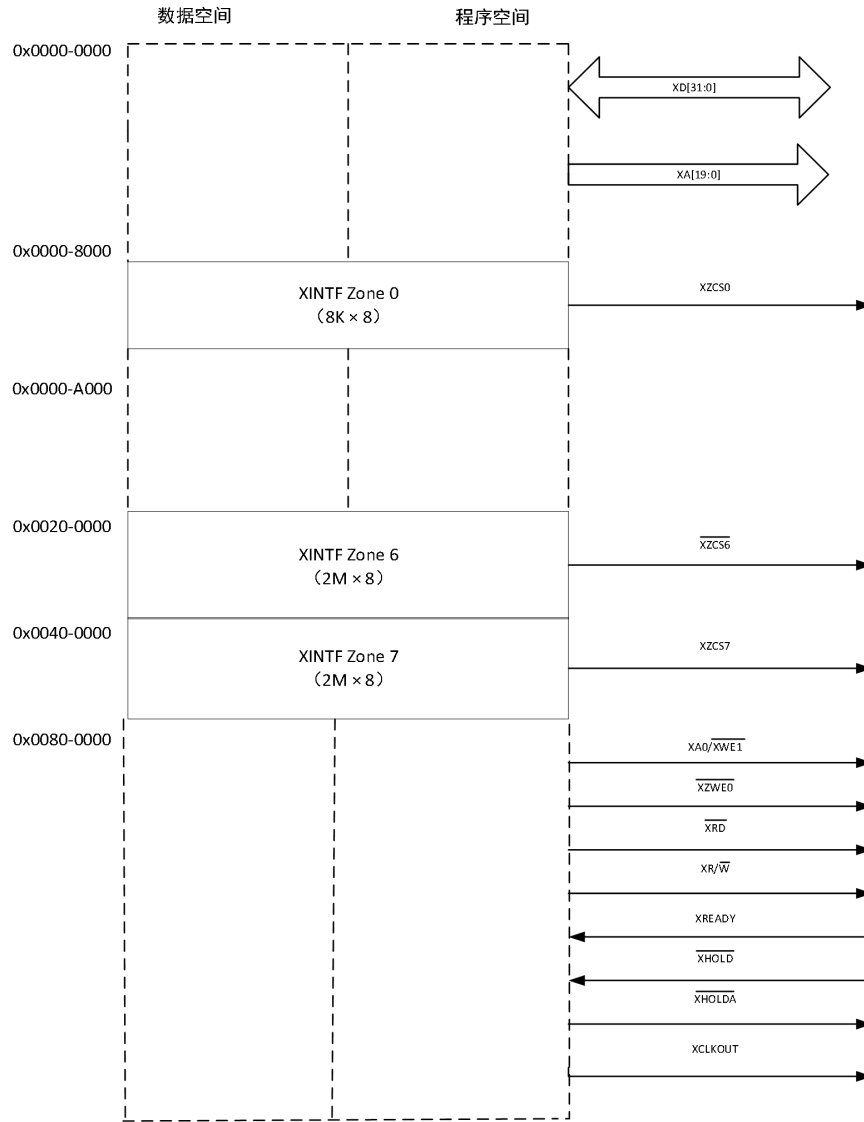 数据空间
程序空间
0x0000-0000
XD[31:0]
XA[19:0]
0x0000-8000
XINTF Zone 0
（8K × 8）
XZCS0
0x0000-A000
0x0020-0000
XINTF Zone 6
（2M × 8）
XZCS6
0x0040-0000
XINTF Zone 7
（2M × 8）
XZCS7
0x0080-0000
XA0/XWE1
XZWE0
XRD
XR/W
XREADY
XHOLD
XHOLDA
XCLKOUT